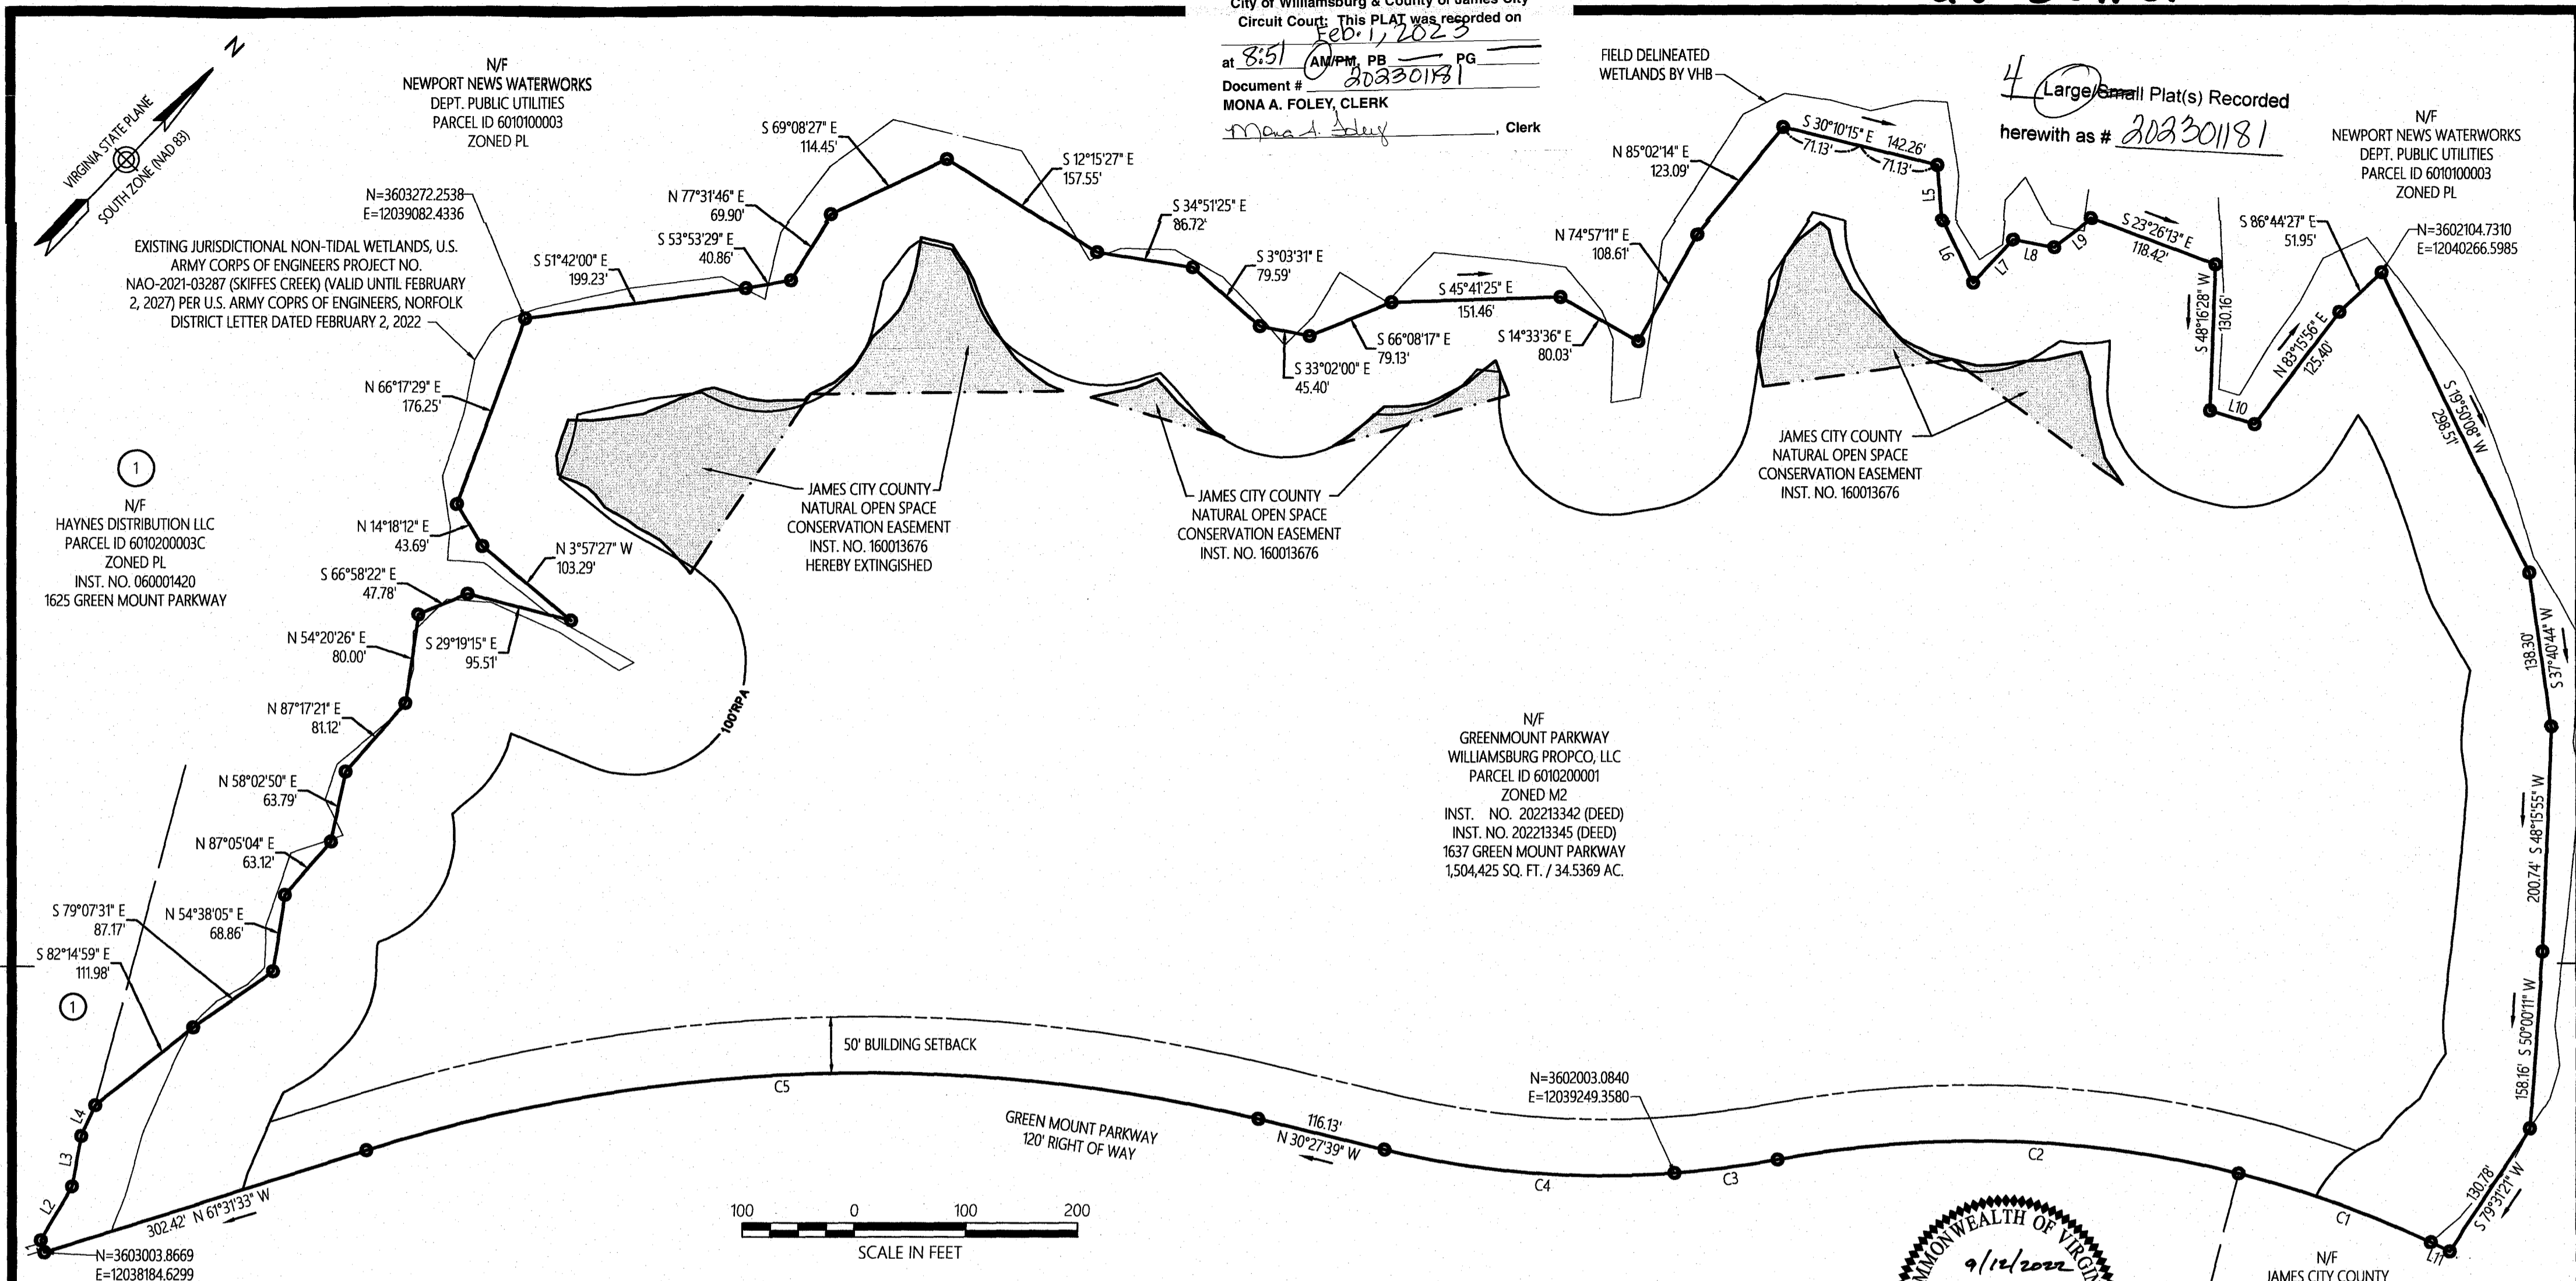 City of Williamsburg & County of James City
Circuit Court: This PLAT was recorded on
Feb. 1, 2023
at 8:51 AM/PM, PB — PG —
Document # 202301181
MONA A. FOLEY, CLERK
Mona A. Foley, Clerk
4 Large/Small Plat(s) Recorded
herewith as # 202301181
N
VIRGINIA STATE PLANE
SOUTH ZONE (NAD 83)
N/F
NEWPORT NEWS WATERWORKS
DEPT. PUBLIC UTILITIES
PARCEL ID 6010100003
ZONED PL
FIELD DELINEATED
WETLANDS BY VHB
N/F
NEWPORT NEWS WATERWORKS
DEPT. PUBLIC UTILITIES
PARCEL ID 6010100003
ZONED PL
N=3603272.2538
E=12039082.4336
EXISTING JURISDICTIONAL NON-TIDAL WETLANDS, U.S.
ARMY CORPS OF ENGINEERS PROJECT NO.
NAO-2021-03287 (SKIFFES CREEK) (VALID UNTIL FEBRUARY
2, 2027) PER U.S. ARMY COPRS OF ENGINEERS, NORFOLK
DISTRICT LETTER DATED FEBRUARY 2, 2022
S 51°42'00" E
199.23'
S 53°53'29" E
40.86'
N 77°31'46" E
69.90'
S 69°08'27" E
114.45'
S 12°15'27" E
157.55'
S 34°51'25" E
86.72'
S 3°03'31" E
79.59'
S 33°02'00" E
45.40'
S 66°08'17" E
79.13'
S 45°41'25" E
151.46'
S 14°33'36" E
80.03'
N 74°57'11" E
108.61'
N 85°02'14" E
123.09'
S 30°10'15" E 142.26'
71.13'
71.13'
L5
L6
L7
L8
L9
S 23°26'13" E
118.42'
S 48°16'28" W
130.16'
L10
N 83°15'56" E
125.40'
S 86°44'27" E
51.95'
N=3602104.7310
E=12040266.5985
S 19°50'08" W
298.51'
138.30'
S 37°40'44" W
200.74' S 48°15'55" W
158.16' S 50°00'11" W
130.78'
S 79°31'21" W
L11
N 66°17'29" E
176.25'
1
N/F
HAYNES DISTRIBUTION LLC
PARCEL ID 6010200003C
ZONED PL
INST. NO. 060001420
1625 GREEN MOUNT PARKWAY
N 14°18'12" E
43.69'
N 3°57'27" W
103.29'
S 66°58'22" E
47.78'
S 29°19'15" E
95.51'
N 54°20'26" E
80.00'
N 87°17'21" E
81.12'
N 58°02'50" E
63.79'
N 87°05'04" E
63.12'
N 54°38'05" E
68.86'
S 79°07'31" E
87.17'
S 82°14'59" E
111.98'
1
L4
L3
L2
JAMES CITY COUNTY
NATURAL OPEN SPACE
CONSERVATION EASEMENT
INST. NO. 160013676
HEREBY EXTINGISHED
JAMES CITY COUNTY
NATURAL OPEN SPACE
CONSERVATION EASEMENT
INST. NO. 160013676
JAMES CITY COUNTY
NATURAL OPEN SPACE
CONSERVATION EASEMENT
INST. NO. 160013676
100'RPA
N/F
GREENMOUNT PARKWAY
WILLIAMSBURG PROPCO, LLC
PARCEL ID 6010200001
ZONED M2
INST. NO. 202213342 (DEED)
INST. NO. 202213345 (DEED)
1637 GREEN MOUNT PARKWAY
1,504,425 SQ. FT. / 34.5369 AC.
50' BUILDING SETBACK
C5
GREEN MOUNT PARKWAY
120' RIGHT OF WAY
116.13'
N 30°27'39" W
N=3602003.0840
E=12039249.3580
C4
C3
C2
C1
302.42' N 61°31'33" W
N=3603003.8669
E=12038184.6299
100 0 100 200
SCALE IN FEET
COMMONWEALTH OF VIRGINIA
9/12/2022
N/F
JAMES CITY COUNTY